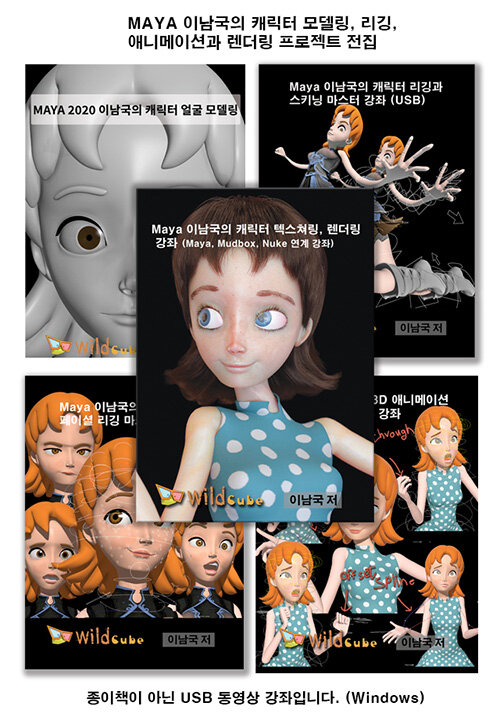 MAYA 이남국의 캐릭터 모델링, 리깅,
애니메이션과 렌더링 프로젝트 전집
MAYA 2020 이남국의 캐릭터 얼굴 모델링
wildcube
Maya 이남국의 캐릭터 리깅과
스키닝 마스터 강좌 (USB)
이남국 저
Maya 이남국의 캐릭터 텍스쳐링, 렌더링
강좌 (Maya, Mudbox, Nuke 연계 강좌)
wildcube
이남국 저
Maya 이남국의
페이셜 리깅
wildcube
이남국 저
3D 애니메이션
강좌
through
offset
spline
wildcube
이남국 저
종이책이 아닌 USB 동영상 강좌입니다. (Windows)